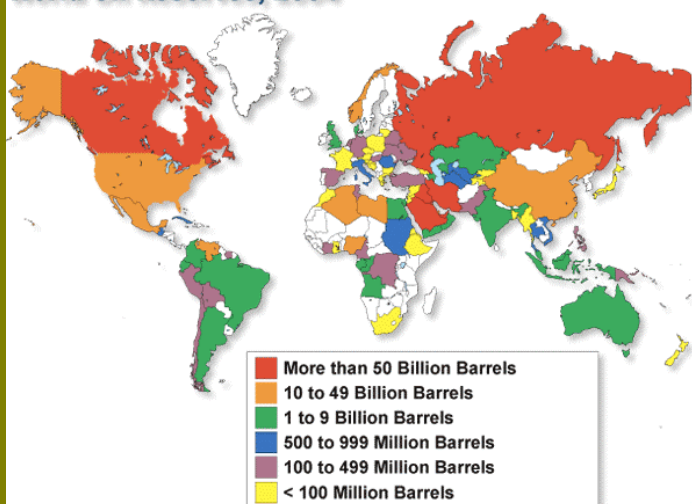 More than 50 Billion Barrels
10 to 49 Billion Barrels
1 to 9 Billion Barrels
500 to 999 Million Barrels
100 to 499 Million Barrels
< 100 Million Barrels